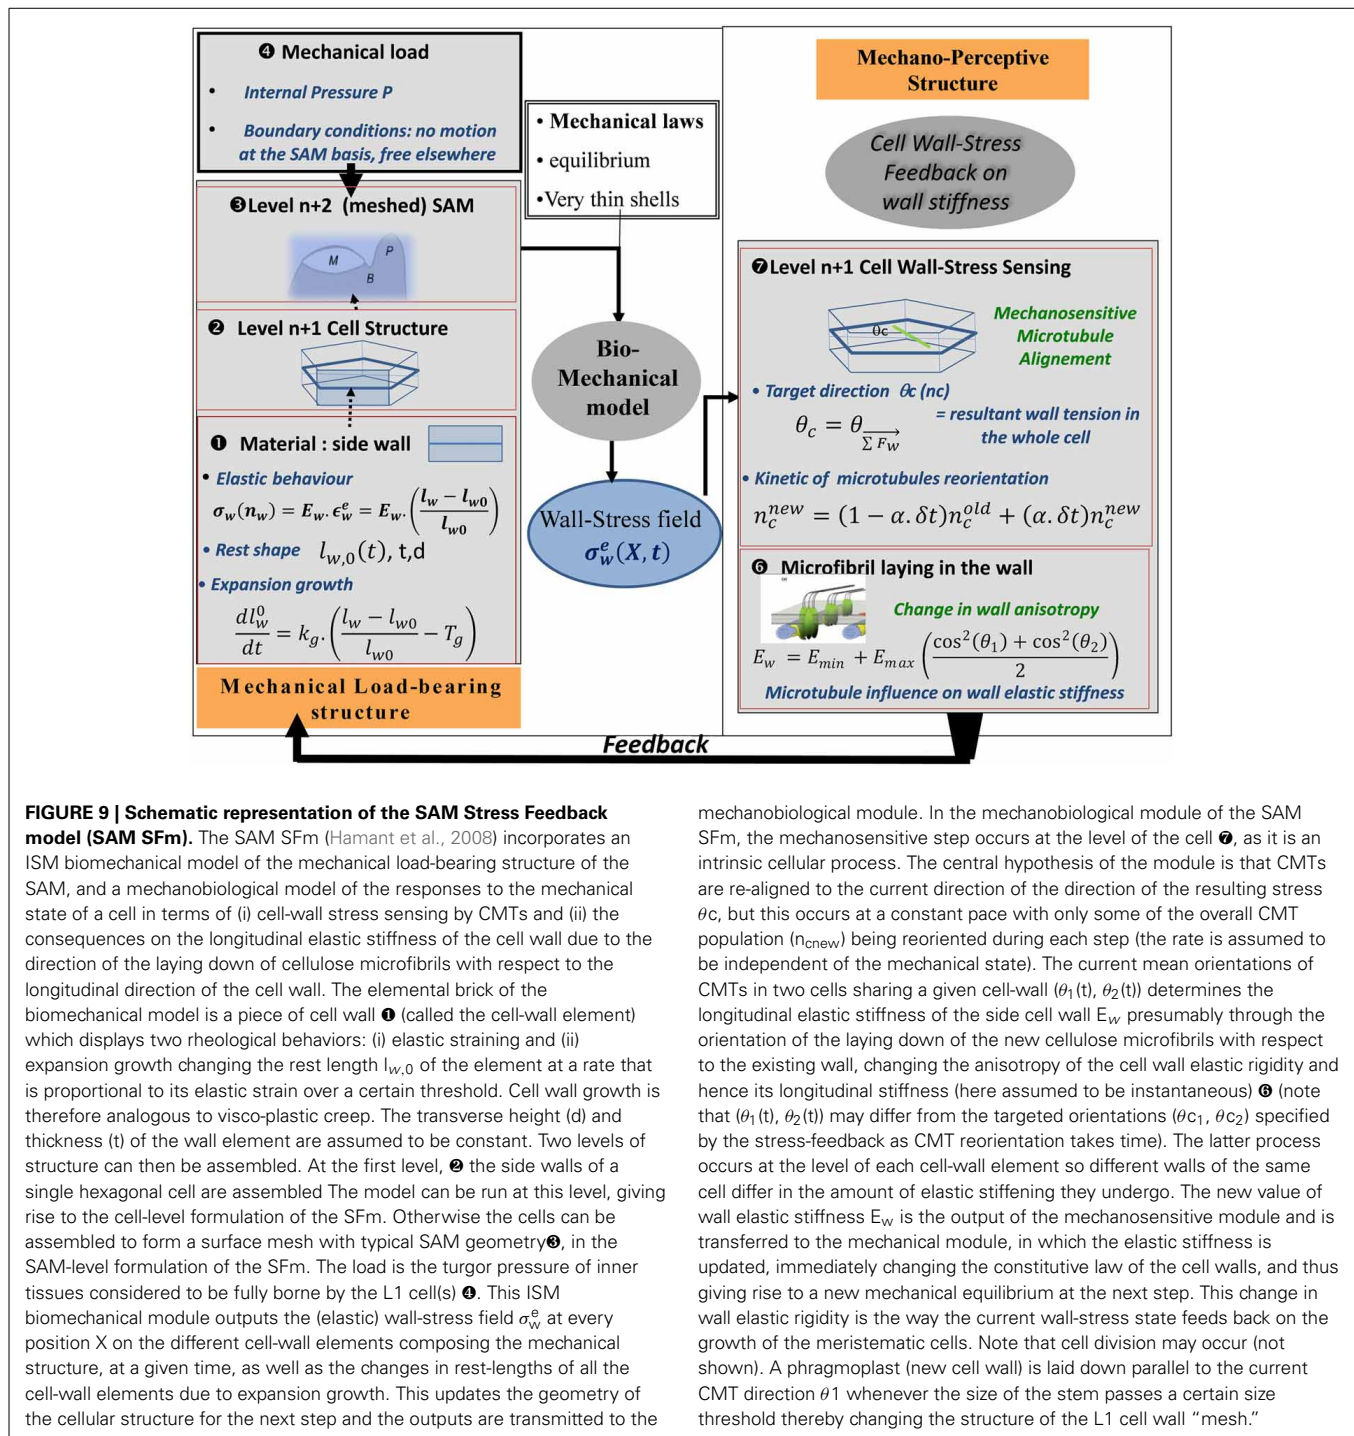 ❹ Mechanical load
• Internal Pressure P
• Boundary conditions: no motion
at the SAM basis, free elsewhere
❸Level n+2 (meshed) SAM
M
P
B
❷ Level n+1 Cell Structure
❶ Material : side wall
• Elastic behaviour
σ_w(n_w) = E_w.ϵ_w^e = E_w.((l_w − l_w0)/l_w0)
• Rest shape l_w,0(t), t,d
• Expansion growth
dl_w^0/dt = k_g.((l_w − l_w0)/l_w0 − T_g)
Mechanical Load-bearing
structure
• Mechanical laws
• equilibrium
•Very thin shells
Bio-
Mechanical
model
Wall-Stress field
σ_w^e(X, t)
Mechano-Perceptive
Structure
Cell Wall-Stress
Feedback on
wall stiffness
❼Level n+1 Cell Wall-Stress Sensing
θc
Mechanosensitive
Microtubule
Alignement
• Target direction θc (nc)
θ_c = θ_∑F_w
= resultant wall tension in
the whole cell
• Kinetic of microtubules reorientation
n_c^new = (1 − α. δt)n_c^old + (α. δt)n_c^new
❻ Microfibril laying in the wall
Change in wall anisotropy
E_w = E_min + E_max((cos²(θ₁) + cos²(θ₂))/2)
Microtubule influence on wall elastic stiffness
Feedback
FIGURE 9 | Schematic representation of the SAM Stress Feedback
model (SAM SFm). The SAM SFm (Hamant et al., 2008) incorporates an
ISM biomechanical model of the mechanical load-bearing structure of the
SAM, and a mechanobiological model of the responses to the mechanical
state of a cell in terms of (i) cell-wall stress sensing by CMTs and (ii) the
consequences on the longitudinal elastic stiffness of the cell wall due to the
direction of the laying down of cellulose microfibrils with respect to the
longitudinal direction of the cell wall. The elemental brick of the
biomechanical model is a piece of cell wall ❶ (called the cell-wall element)
which displays two rheological behaviors: (i) elastic straining and (ii)
expansion growth changing the rest length l_w,0 of the element at a rate that
is proportional to its elastic strain over a certain threshold. Cell wall growth is
therefore analogous to visco-plastic creep. The transverse height (d) and
thickness (t) of the wall element are assumed to be constant. Two levels of
structure can then be assembled. At the first level, ❷ the side walls of a
single hexagonal cell are assembled The model can be run at this level, giving
rise to the cell-level formulation of the SFm. Otherwise the cells can be
assembled to form a surface mesh with typical SAM geometry❸, in the
SAM-level formulation of the SFm. The load is the turgor pressure of inner
tissues considered to be fully borne by the L1 cell(s) ❹. This ISM
biomechanical module outputs the (elastic) wall-stress field σ_w^e at every
position X on the different cell-wall elements composing the mechanical
structure, at a given time, as well as the changes in rest-lengths of all the
cell-wall elements due to expansion growth. This updates the geometry of
the cellular structure for the next step and the outputs are transmitted to the
mechanobiological module. In the mechanobiological module of the SAM
SFm, the mechanosensitive step occurs at the level of the cell ❼, as it is an
intrinsic cellular process. The central hypothesis of the module is that CMTs
are re-aligned to the current direction of the direction of the resulting stress
θc, but this occurs at a constant pace with only some of the overall CMT
population (n_cnew) being reoriented during each step (the rate is assumed to
be independent of the mechanical state). The current mean orientations of
CMTs in two cells sharing a given cell-wall (θ₁(t), θ₂(t)) determines the
longitudinal elastic stiffness of the side cell wall E_w presumably through the
orientation of the laying down of the new cellulose microfibrils with respect
to the existing wall, changing the anisotropy of the cell wall elastic rigidity and
hence its longitudinal stiffness (here assumed to be instantaneous) ❻ (note
that (θ₁(t), θ₂(t)) may differ from the targeted orientations (θc₁, θc₂) specified
by the stress-feedback as CMT reorientation takes time). The latter process
occurs at the level of each cell-wall element so different walls of the same
cell differ in the amount of elastic stiffening they undergo. The new value of
wall elastic stiffness E_w is the output of the mechanosensitive module and is
transferred to the mechanical module, in which the elastic stiffness is
updated, immediately changing the constitutive law of the cell walls, and thus
giving rise to a new mechanical equilibrium at the next step. This change in
wall elastic rigidity is the way the current wall-stress state feeds back on the
growth of the meristematic cells. Note that cell division may occur (not
shown). A phragmoplast (new cell wall) is laid down parallel to the current
CMT direction θ1 whenever the size of the stem passes a certain size
threshold thereby changing the structure of the L1 cell wall “mesh.”